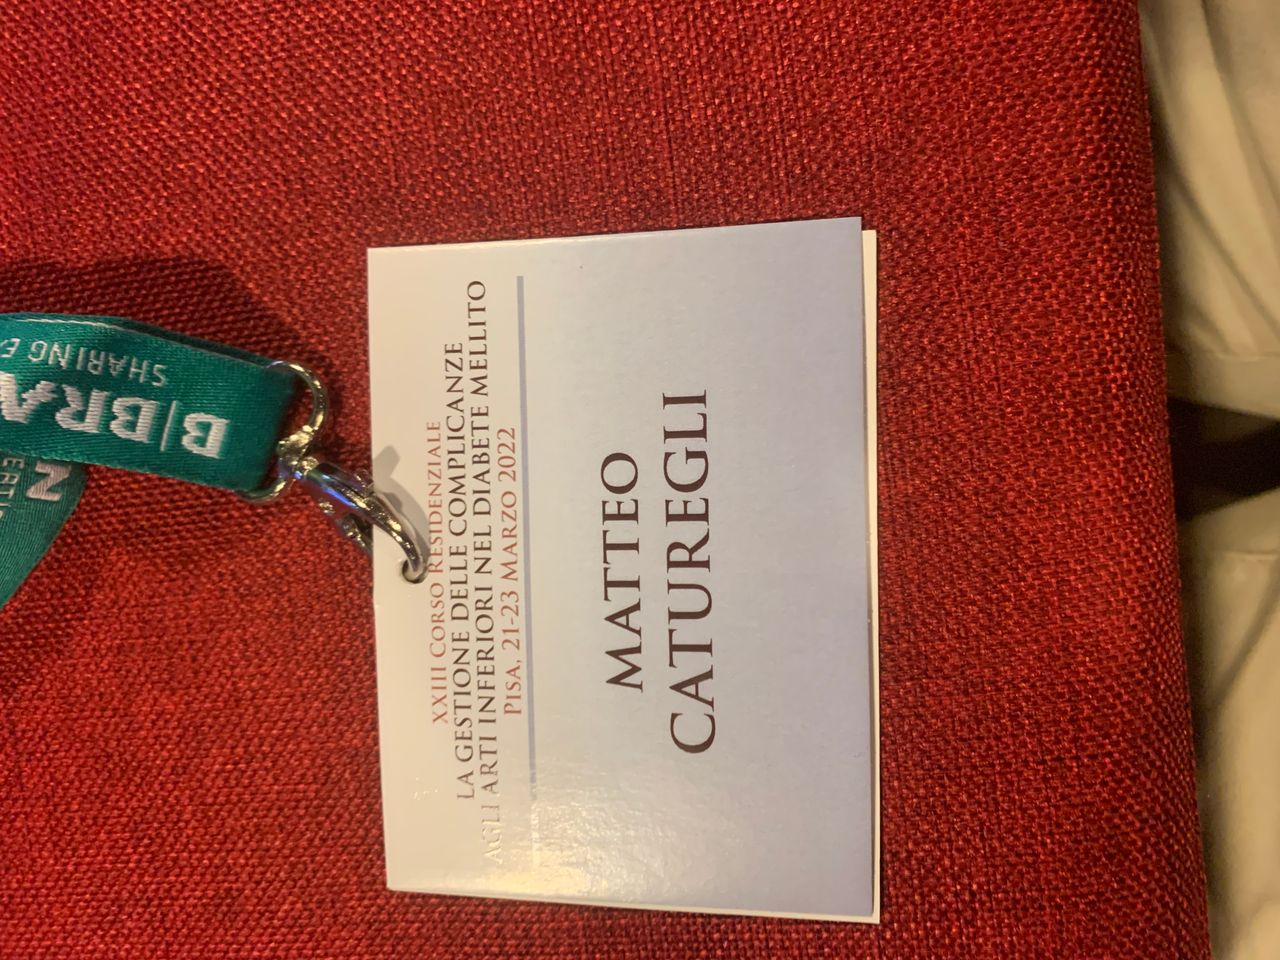 XXIII CORSO RESIDENZIALE
LA GESTIONE DELLE COMPLICANZE
AGLI ARTI INFERIORI NEL DIABETE MELLITO
PISA, 21-23 MARZO 2022
MATTEO
CATUREGLI
B|BRA
SHARING E
N
ERTI